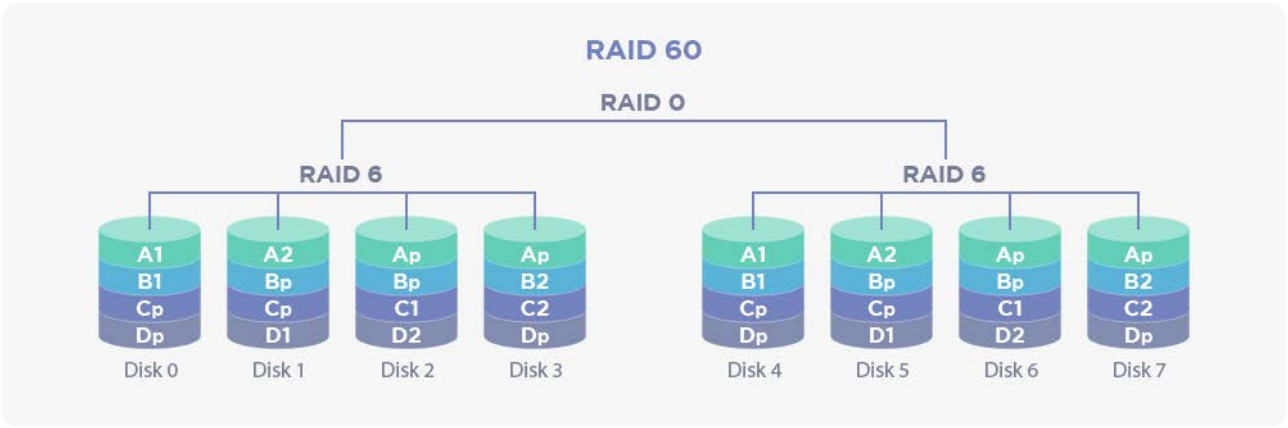 RAID 60
RAID 0
RAID 6 RAID 6
A1 A2 Ap Ap A1 A2 Ap Ap
B1 Bp Bp B2 B1 Bp Bp B2
Cp Cp C1 C2 Cp Cp C1 C2
Dp D1 D2 Dp Dp D1 D2 Dp
Disk 0 Disk 1 Disk 2 Disk 3 Disk 4 Disk 5 Disk 6 Disk 7